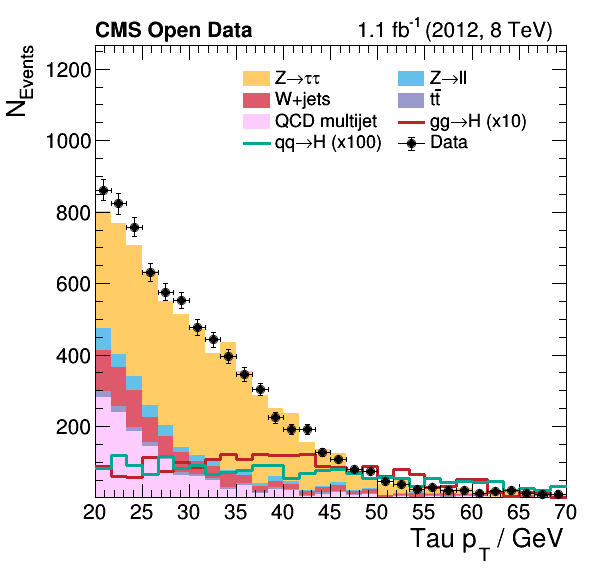 CMS Open Data 1.1 fb⁻¹ (2012, 8 TeV)
N_Events
1200
1000
800
600
400
200
Z→ττ Z→ll
W+jets tt̄
QCD multijet gg→H (x10)
qq→H (x100) Data
20 25 30 35 40 45 50 55 60 65 70
Tau p_T / GeV